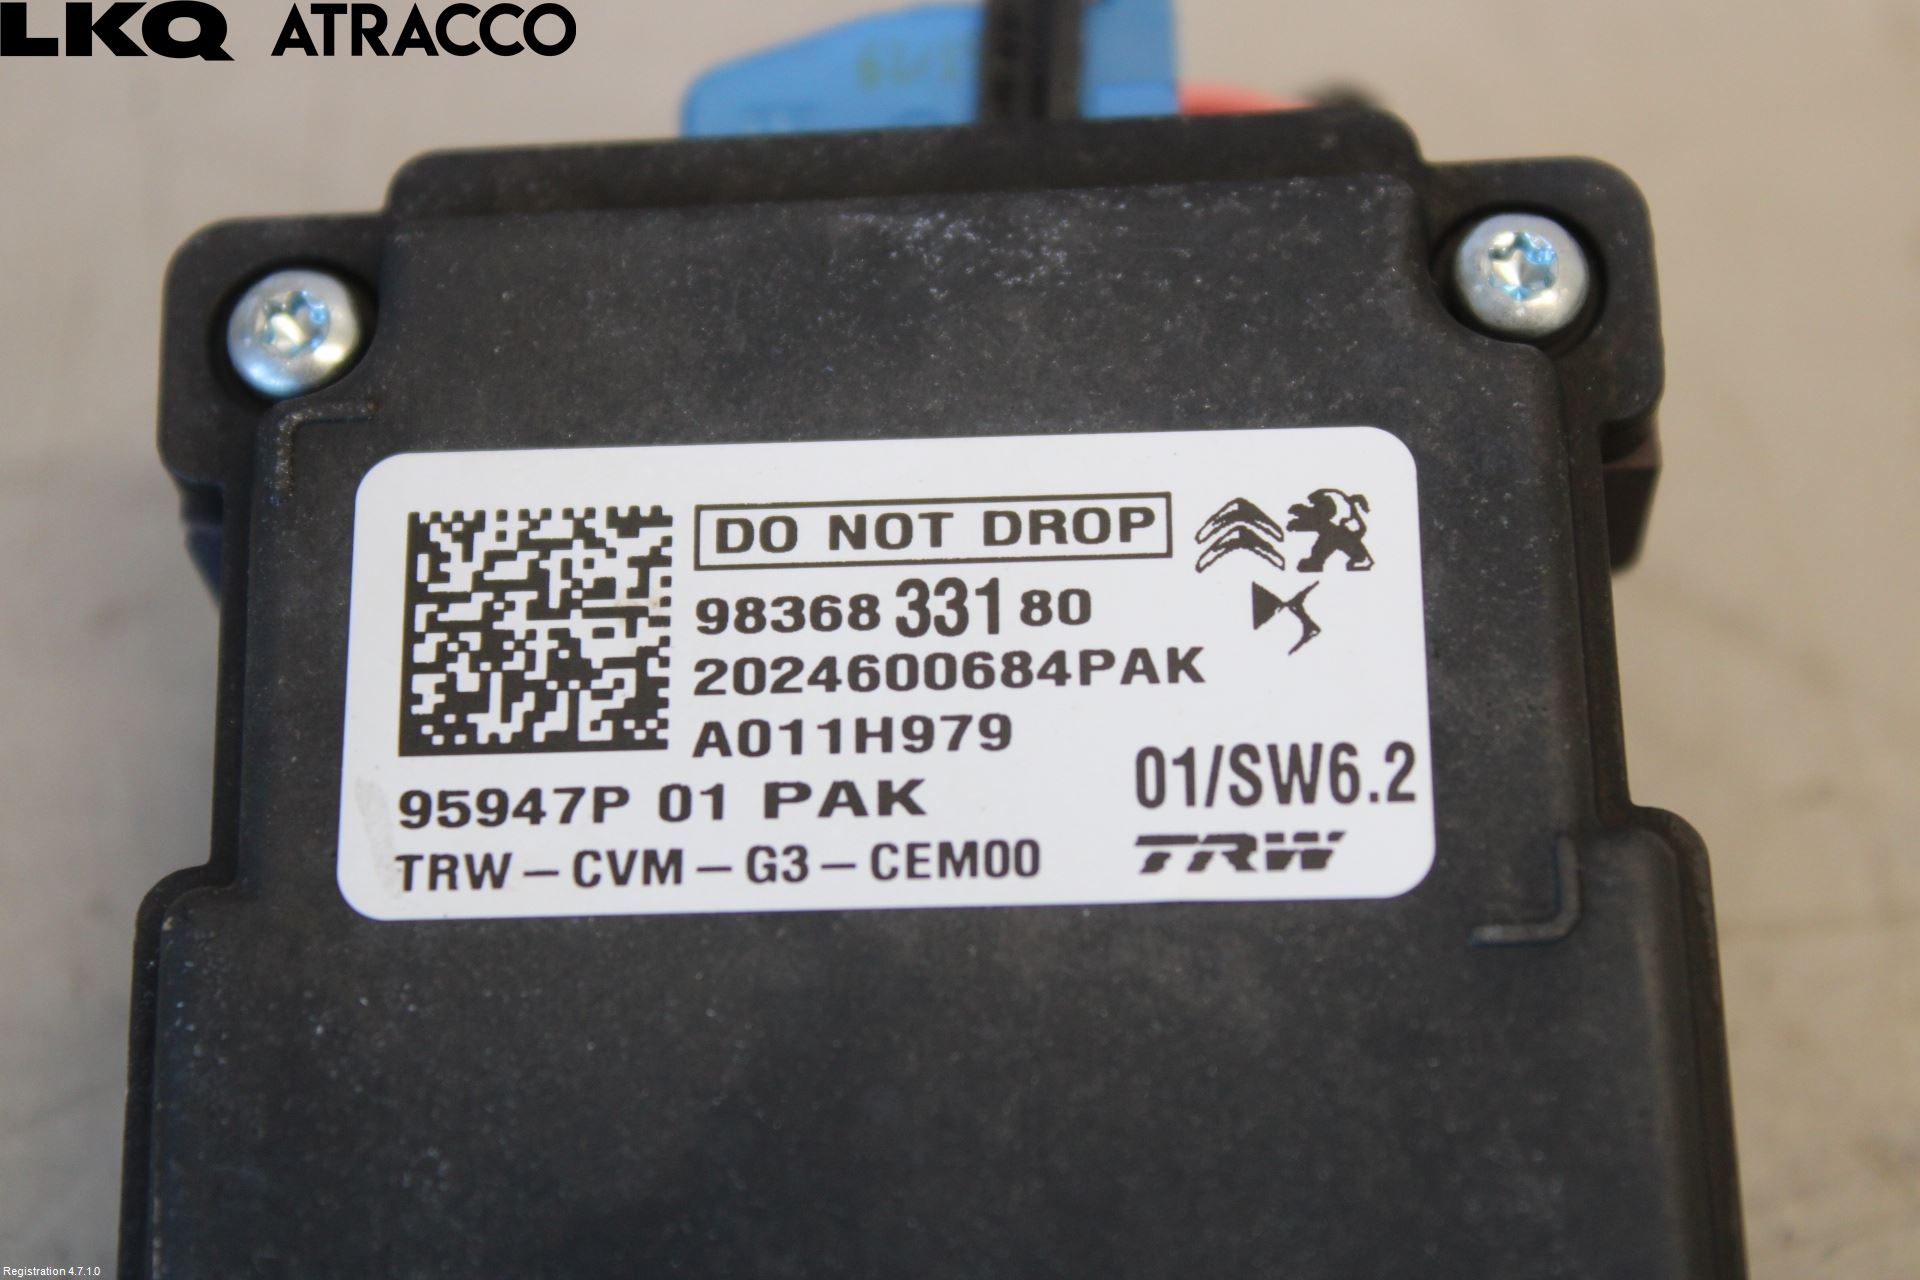 LKQ ATRACCO
DO NOT DROP
98368 331 80
2024600684PAK
A011H979
95947P 01 PAK
01/SW6.2
TRW-CVM-G3-CEM00
TRW
Registration 4.7.1.0